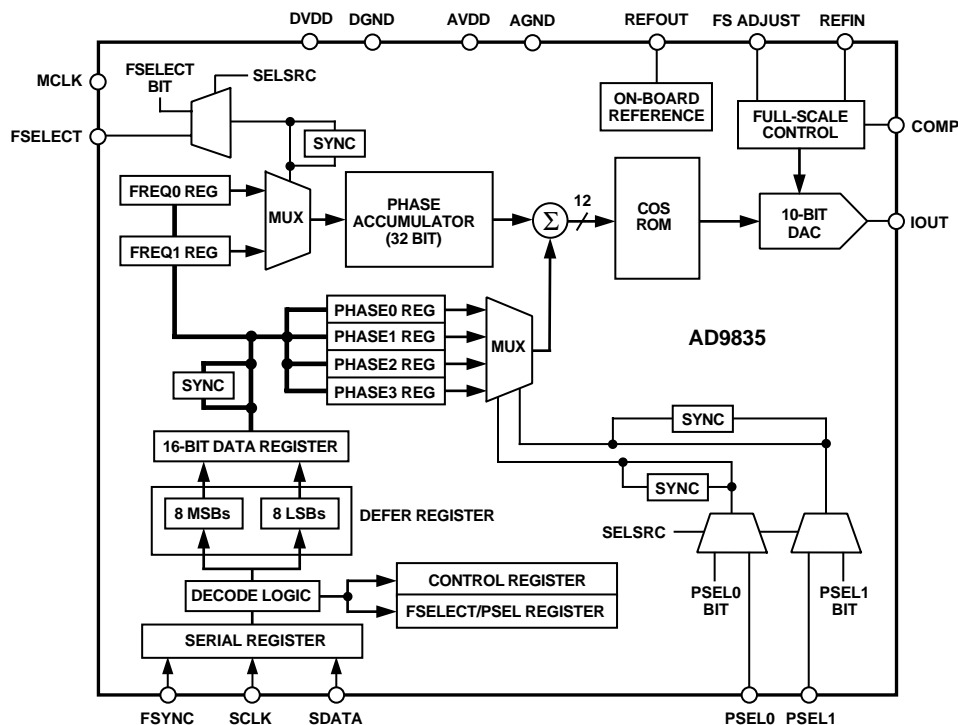 DVDD DGND AVDD AGND REFOUT FS ADJUST REFIN
MCLK
FSELECT
BIT
SELSRC
FSELECT
SYNC
ON-BOARD
REFERENCE
FULL-SCALE
CONTROL
COMP
FREQ0 REG
FREQ1 REG
MUX
PHASE
ACCUMULATOR
(32 BIT)
Σ
12
COS
ROM
10-BIT
DAC
IOUT
PHASE0 REG
PHASE1 REG
PHASE2 REG
PHASE3 REG
MUX
AD9835
SYNC
16-BIT DATA REGISTER
SYNC
SYNC
8 MSBs
8 LSBs
DEFER REGISTER
SELSRC
DECODE LOGIC
CONTROL REGISTER
FSELECT/PSEL REGISTER
PSEL0
BIT
PSEL1
BIT
SERIAL REGISTER
FSYNC SCLK SDATA PSEL0 PSEL1